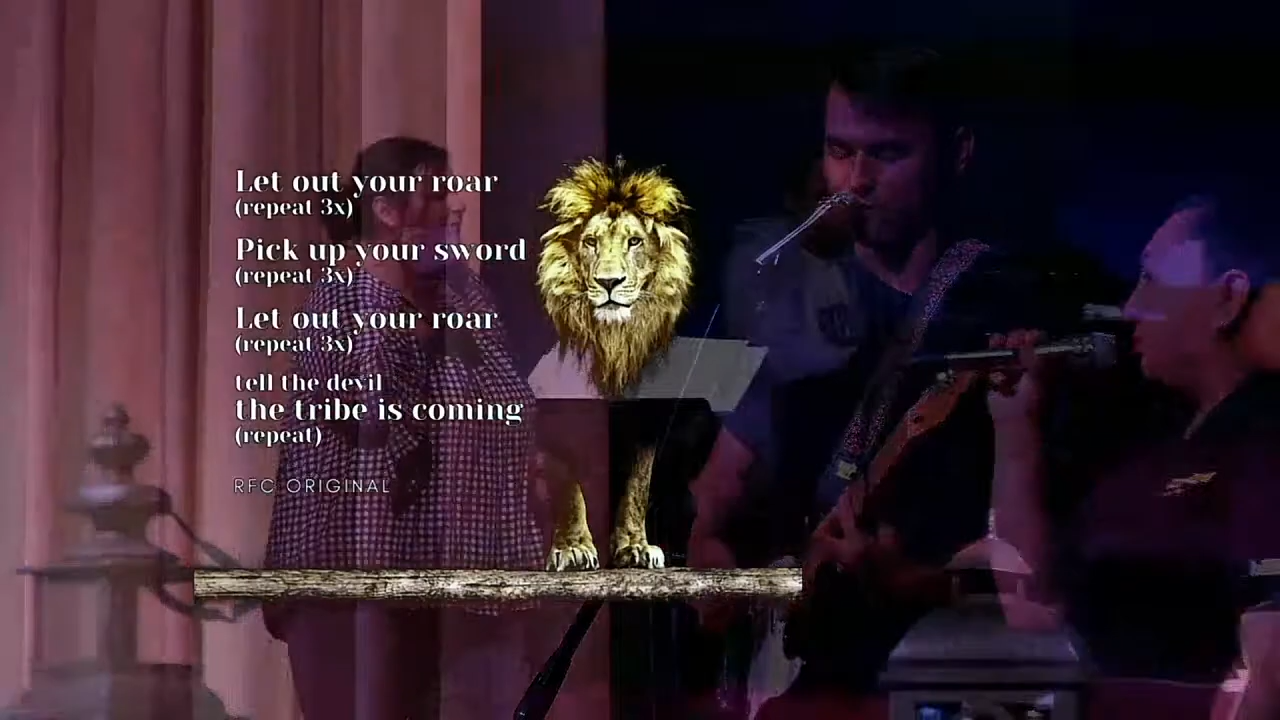 Let out your roar
(repeat 3x)
Pick up your sword
(repeat 3x)
Let out your roar
(repeat 3x)
tell the devil
the tribe is coming
(repeat)
RFC ORIGINAL